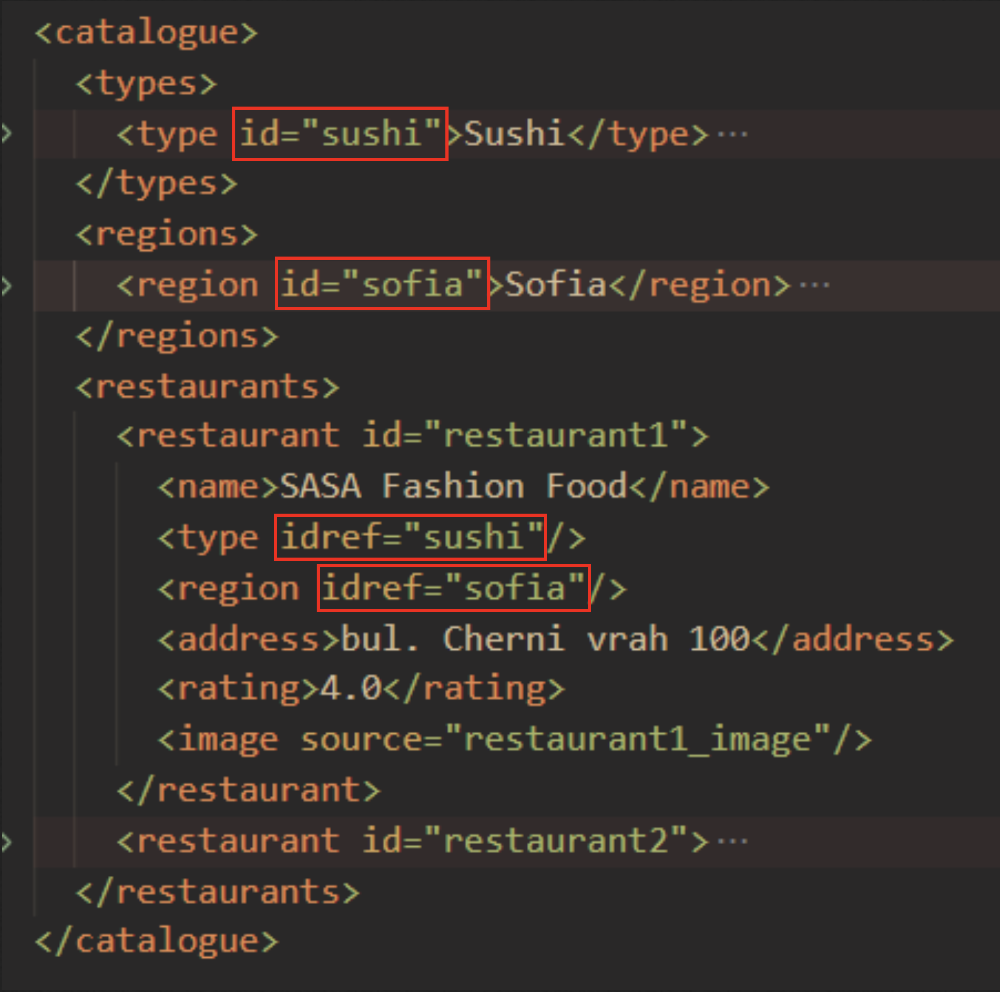 <catalogue>
<types>
<type id="sushi">Sushi</type>···
</types>
<regions>
<region id="sofia">Sofia</region>···
</regions>
<restaurants>
<restaurant id="restaurant1">
<name>SASA Fashion Food</name>
<type idref="sushi"/>
<region idref="sofia"/>
<address>bul. Cherni vrah 100</address>
<rating>4.0</rating>
<image source="restaurant1_image"/>
</restaurant>
<restaurant id="restaurant2">···
</restaurants>
</catalogue>